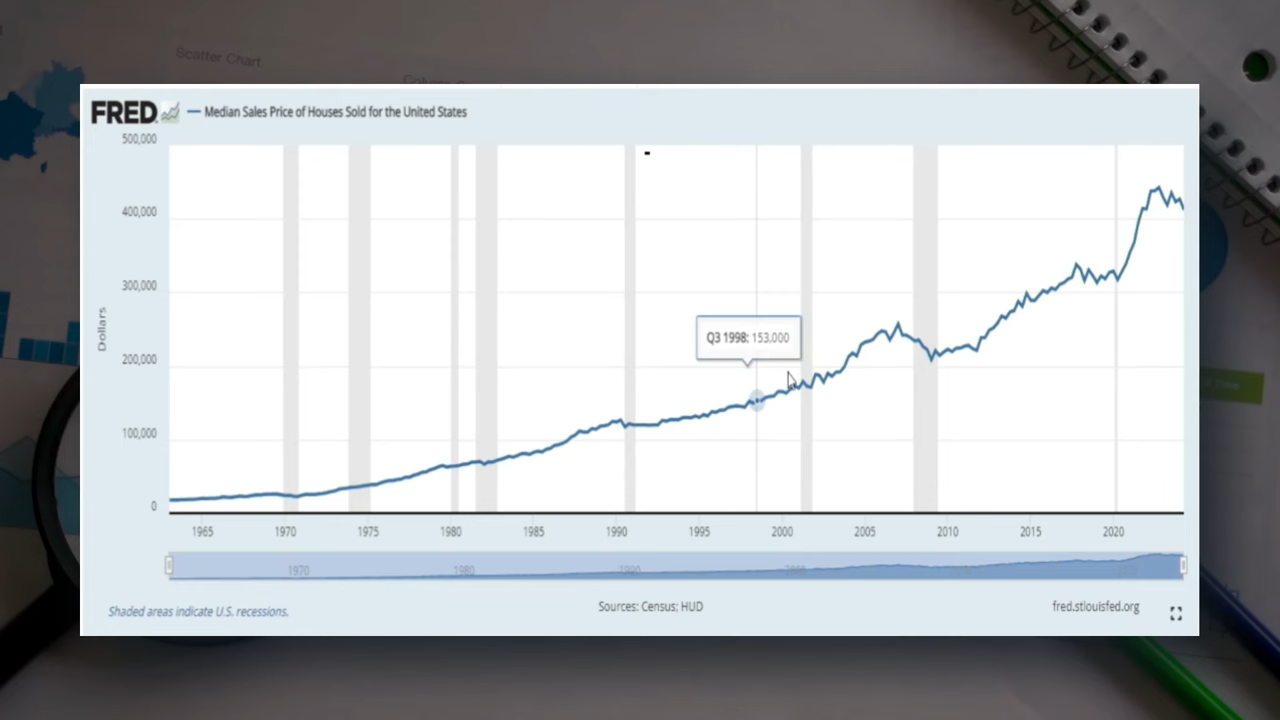 Scatter Chart
FRED
Median Sales Price of Houses Sold for the United States
500,000
400,000
300,000
200,000
100,000
0
Dollars
Q3 1998: 153,000
1965 1970 1975 1980 1985 1990 1995 2000 2005 2010 2015 2020
1970 1980 1990
Shaded areas indicate U.S. recessions.
Sources: Census; HUD
fred.stlouisfed.org